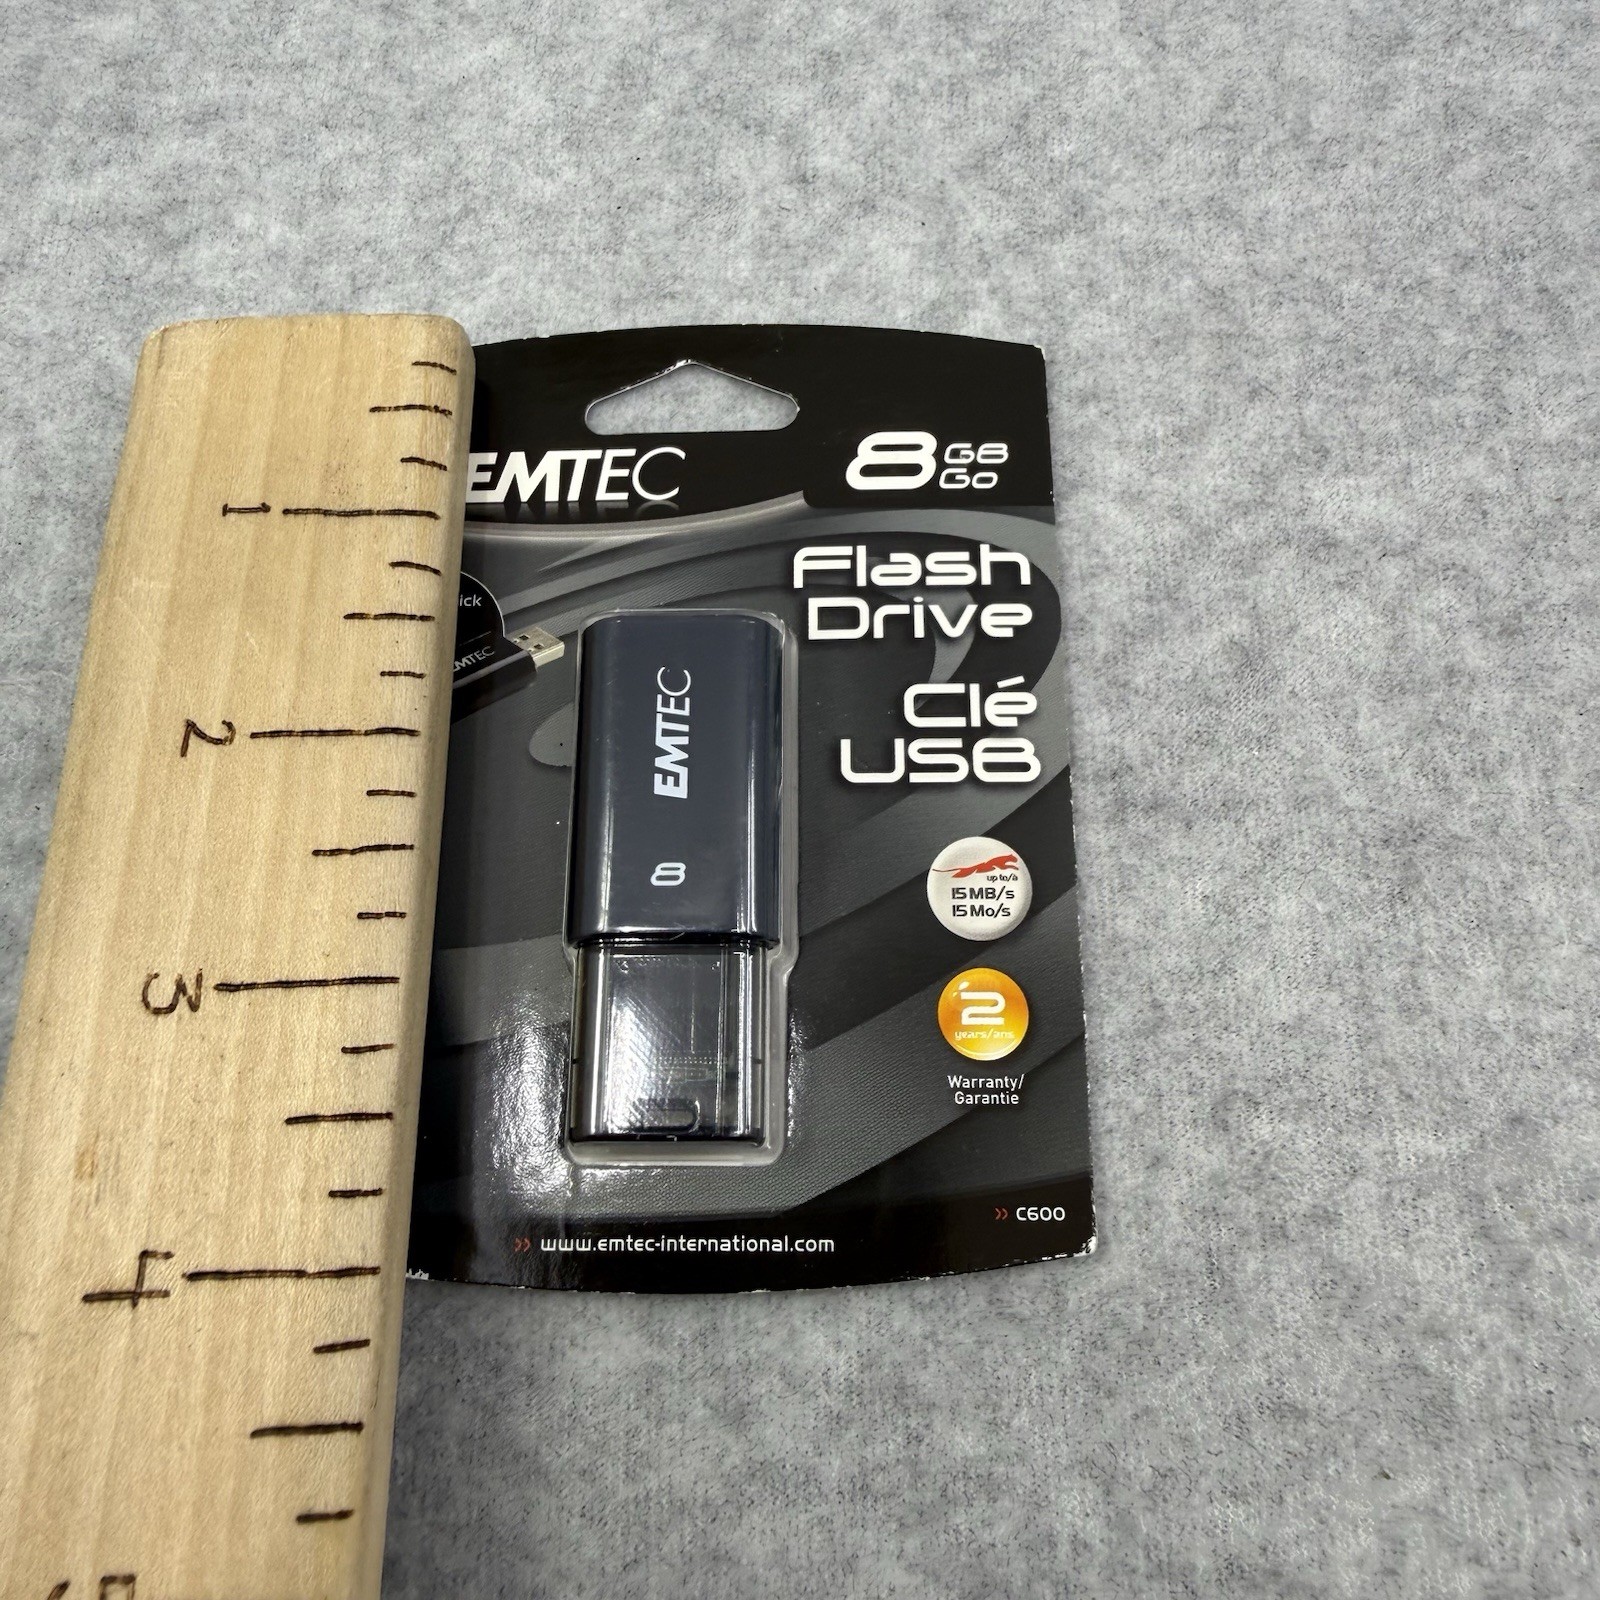 EMTEC
8 GB
Go
Flash
Drive
Clé
USB
ick
EMTEC
EMTEC
8
up to/à
15 MB/s
15 Mo/s
2
years/ans
Warranty/
Garantie
>> C600
>> www.emtec-international.com
1
2
3
4